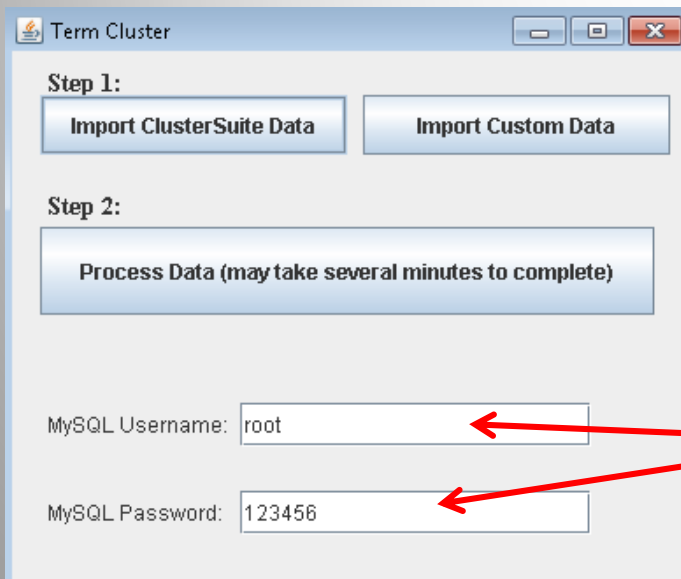 Term Cluster
Step 1:
Import ClusterSuite Data Import Custom Data
Step 2:
Process Data (may take several minutes to complete)
MySQL Username: root
MySQL Password: 123456